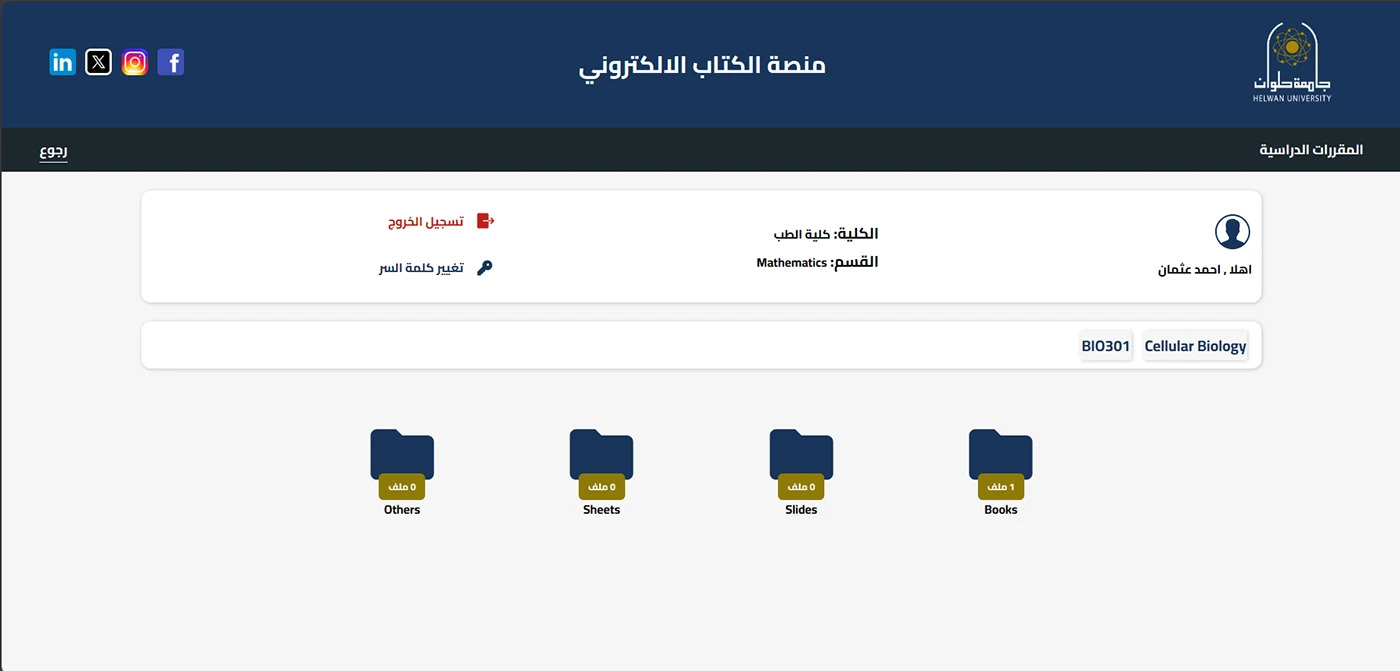 جامعة حلوان
HELWAN UNIVERSITY
منصة الكتاب الالكتروني
in X f
المقررات الدراسية
رجوع
اهلا , احمد عثمان
الكلية: كلية الطب
القسم: Mathematics
تسجيل الخروج
تغيير كلمة السر
Cellular Biology BIO301
1 ملف
Books
0 ملف
Slides
0 ملف
Sheets
0 ملف
Others